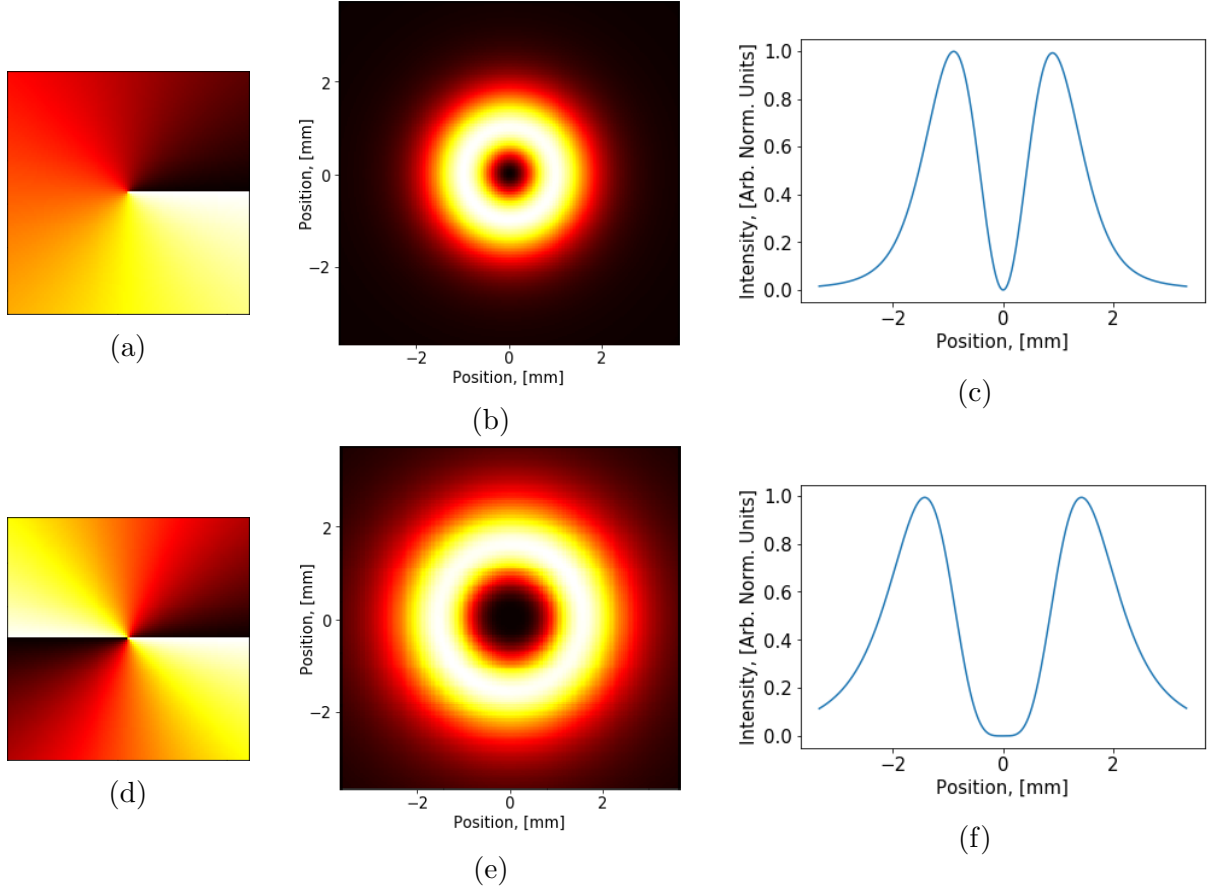 2
0
−2
Position, [mm]
−2
0
2
Position, [mm]
1.0
0.8
0.6
0.4
0.2
0.0
Intensity, [Arb. Norm. Units]
−2
0
2
Position, [mm]
(a)
(b)
(c)
2
0
−2
Position, [mm]
−2
0
2
Position, [mm]
1.0
0.8
0.6
0.4
0.2
0.0
Intensity, [Arb. Norm. Units]
−2
0
2
Position, [mm]
(d)
(e)
(f)